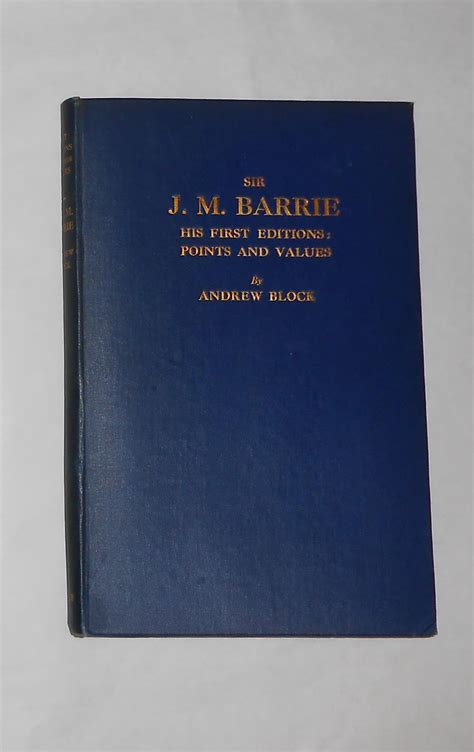 SIR
J. M. BARRIE
HIS FIRST EDITIONS:
POINTS AND VALUES
By
ANDREW BLOCK